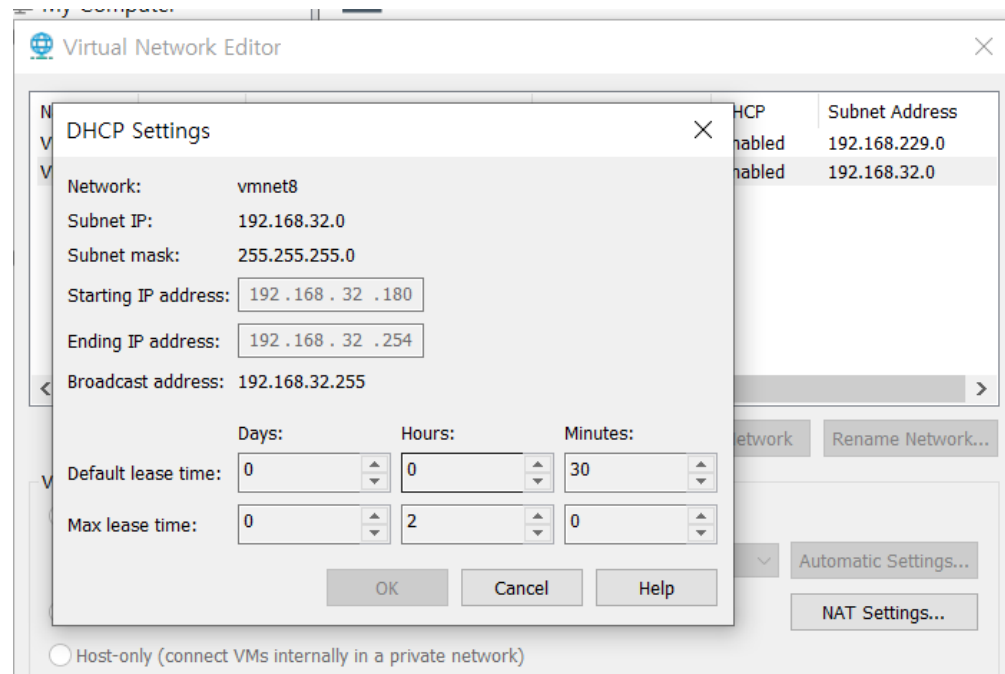 My Computer
Virtual Network Editor
HCP Subnet Address
nabled 192.168.229.0
nabled 192.168.32.0
DHCP Settings
Network: vmnet8
Subnet IP: 192.168.32.0
Subnet mask: 255.255.255.0
Starting IP address: 192 . 168 . 32 . 180
Ending IP address: 192 . 168 . 32 . 254
Broadcast address: 192.168.32.255
Days: Hours: Minutes:
Default lease time: 0 0 30
Max lease time: 0 2 0
OK Cancel Help
etwork Rename Network...
Automatic Settings...
NAT Settings...
Host-only (connect VMs internally in a private network)